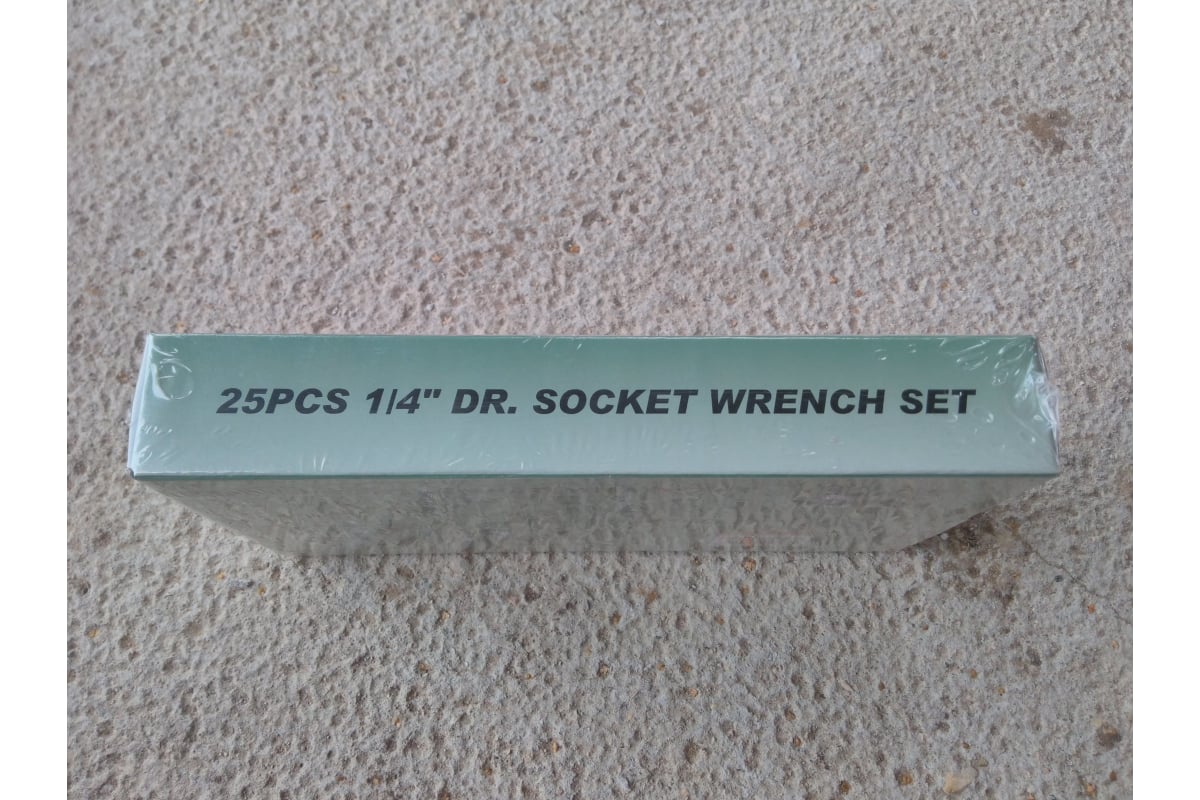 25PCS 1/4" DR. SOCKET WRENCH SET